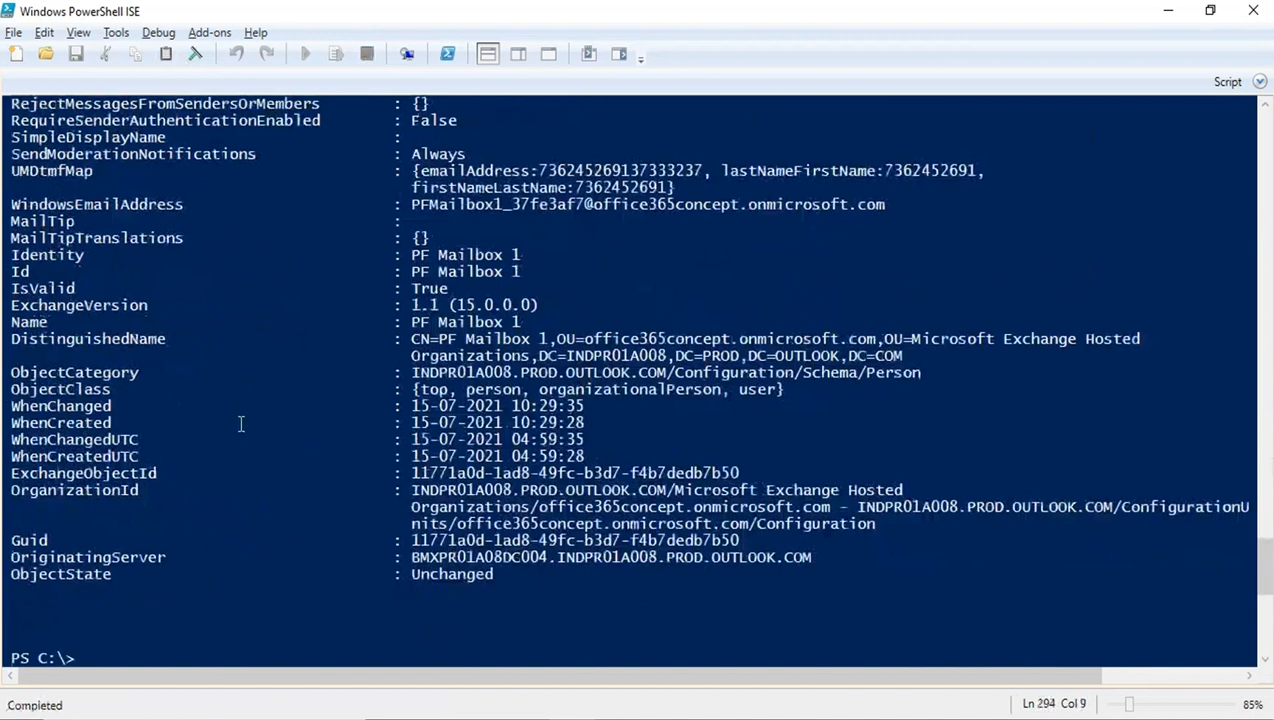 Windows PowerShell ISE
File Edit View Tools Debug Add-ons Help
Script
RejectMessagesFromSendersOrMembers : {}
RequireSenderAuthenticationEnabled : False
SimpleDisplayName :
SendModerationNotifications : Always
UMDtmfMap : {emailAddress:736245269137333237, lastNameFirstName:7362452691,
firstNameLastName:7362452691}
WindowsEmailAddress : PFMailbox1_37fe3af7@office365concept.onmicrosoft.com
MailTip :
MailTipTranslations : {}
Identity : PF Mailbox 1
Id : PF Mailbox 1
IsValid : True
ExchangeVersion : 1.1 (15.0.0.0)
Name : PF Mailbox 1
DistinguishedName : CN=PF Mailbox 1,OU=office365concept.onmicrosoft.com,OU=Microsoft Exchange Hosted
Organizations,DC=INDPR01A008,DC=PROD,DC=OUTLOOK,DC=COM
ObjectCategory : INDPR01A008.PROD.OUTLOOK.COM/Configuration/Schema/Person
ObjectClass : {top, person, organizationalPerson, user}
WhenChanged : 15-07-2021 10:29:35
WhenCreated : 15-07-2021 10:29:28
WhenChangedUTC : 15-07-2021 04:59:35
WhenCreatedUTC : 15-07-2021 04:59:28
ExchangeObjectId : 11771a0d-1ad8-49fc-b3d7-f4b7dedb7b50
OrganizationId : INDPR01A008.PROD.OUTLOOK.COM/Microsoft Exchange Hosted
Organizations/office365concept.onmicrosoft.com - INDPR01A008.PROD.OUTLOOK.COM/ConfigurationU
nits/office365concept.onmicrosoft.com/Configuration
Guid : 11771a0d-1ad8-49fc-b3d7-f4b7dedb7b50
OriginatingServer : BMXPR01A08DC004.INDPR01A008.PROD.OUTLOOK.COM
ObjectState : Unchanged
PS C:\>
Completed
Ln 294 Col 9
85%